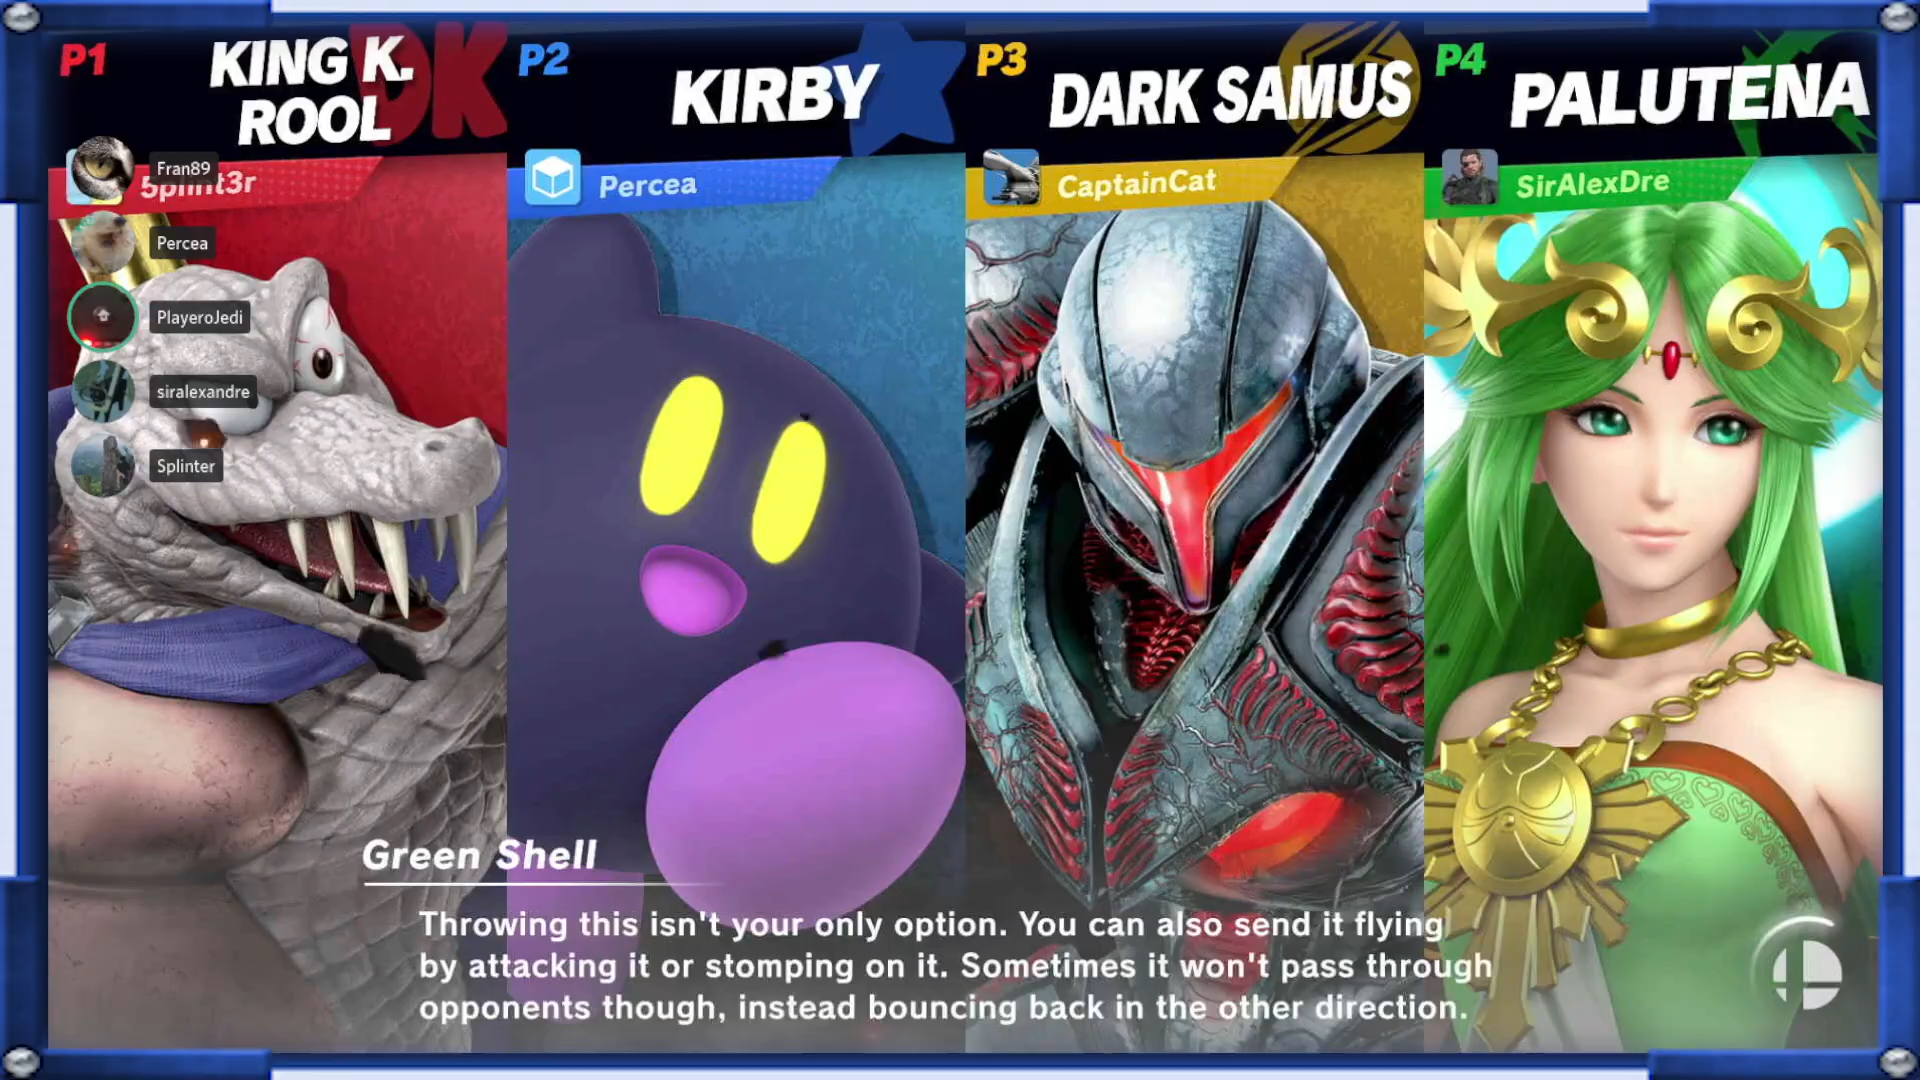 P1
KING K.
ROOL
5plint3r
P2
KIRBY
Percea
P3
DARK SAMUS
CaptainCat
P4
PALUTENA
SirAlexDre
DK
Fran89
Percea
PlayeroJedi
siralexandre
Splinter
Green Shell
Throwing this isn't your only option. You can also send it flying
by attacking it or stomping on it. Sometimes it won't pass through
opponents though, instead bouncing back in the other direction.